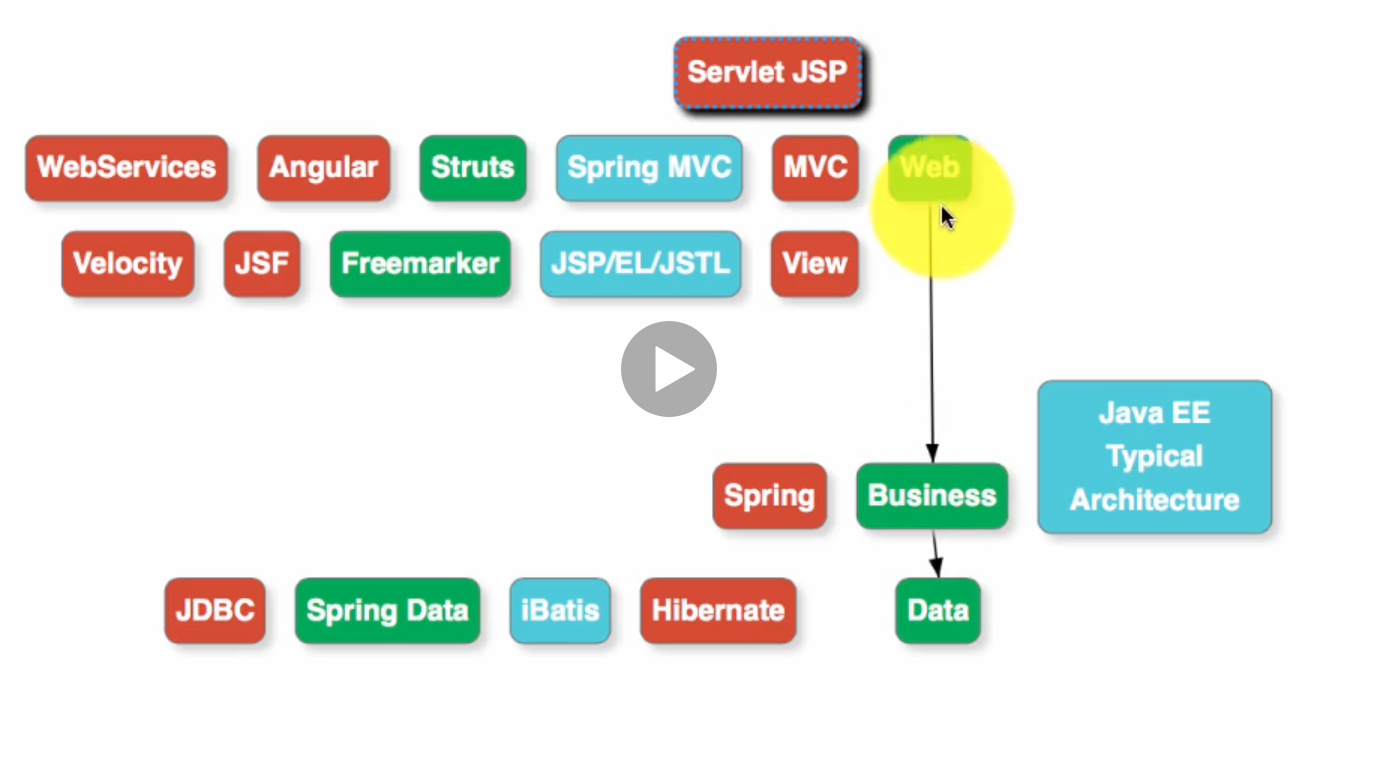 Servlet JSP
WebServices Angular Struts Spring MVC MVC Web
Velocity JSF Freemarker JSP/EL/JSTL View
Java EE
Typical
Architecture
Spring Business
JDBC Spring Data iBatis Hibernate Data